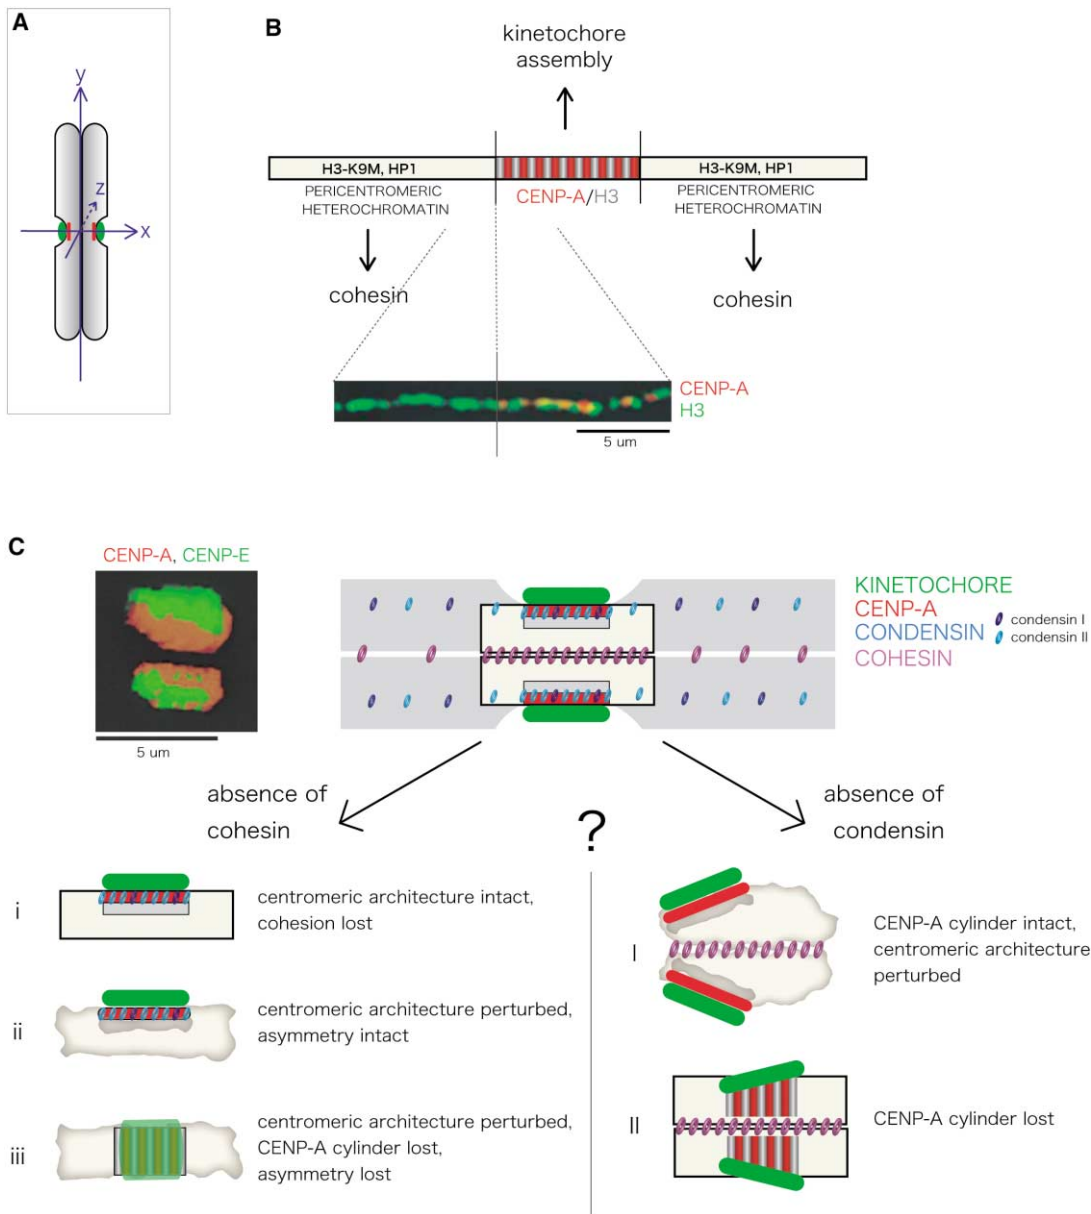 A
y
z
x
B
kinetochore
assembly
H3-K9M, HP1
H3-K9M, HP1
PERICENTROMERIC
HETEROCHROMATIN
CENP-A/H3
PERICENTROMERIC
HETEROCHROMATIN
cohesin
cohesin
CENP-A
H3
5 um
C
CENP-A, CENP-E
5 um
KINETOCHORE
CENP-A
CONDENSIN
COHESIN
condensin I
condensin II
absence of
cohesin
?
absence of
condensin
i
centromeric architecture intact,
cohesion lost
ii
centromeric architecture perturbed,
asymmetry intact
iii
centromeric architecture perturbed,
CENP-A cylinder lost,
asymmetry lost
I
CENP-A cylinder intact,
centromeric architecture
perturbed
II
CENP-A cylinder lost